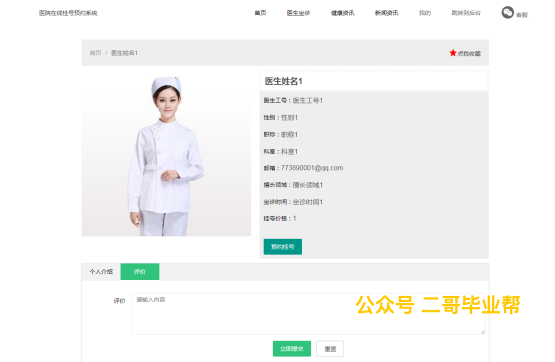 医院在线挂号预约系统 首页 医生坐诊 健康资讯 新闻资讯 我的 跳转到后台 客服
首页 / 医生姓名1 点我收藏
医生姓名1
医生工号：医生工号1
性别：性别1
职称：职称1
科室：科室1
邮箱：773890001@qq.com
擅长领域：擅长领域1
坐诊时间：坐诊时间1
挂号价格：1
预约挂号
个人介绍 评价
评价 请输入内容
公众号 二哥毕业帮
立即提交 重置